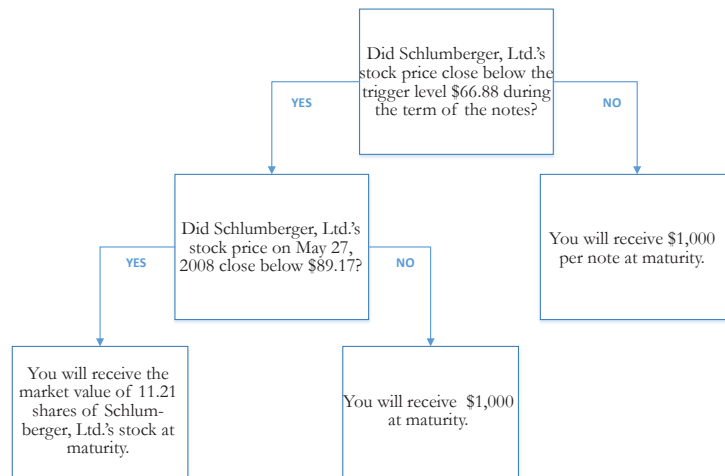 Did Schlumberger, Ltd.'s
stock price close below the
trigger level $66.88 during
the term of the notes?
YES
NO
Did Schlumberger, Ltd.'s
stock price on May 27,
2008 close below $89.17?
You will receive $1,000
per note at maturity.
YES
NO
You will receive the
market value of 11.21
shares of Schlum-
berger, Ltd.'s stock at
maturity.
You will receive $1,000
at maturity.